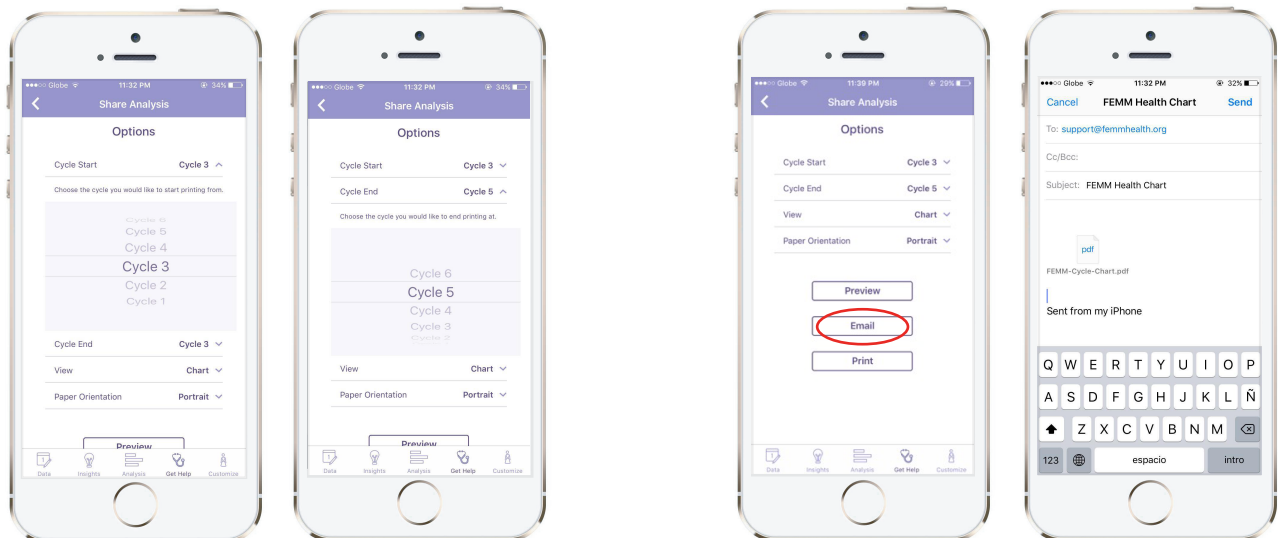 Globe 11:32 PM 34%
Share Analysis
Options
Cycle Start Cycle 3
Choose the cycle you would like to start printing from.
Cycle 6
Cycle 5
Cycle 4
Cycle 3
Cycle 2
Cycle 1
Cycle End Cycle 3
View Chart
Paper Orientation Portrait
Preview
1
Data Insights Analysis Get Help Customize
Globe 11:32 PM 34%
Share Analysis
Options
Cycle Start Cycle 3
Cycle End Cycle 5
Choose the cycle you would like to end printing at.
Cycle 6
Cycle 5
Cycle 4
Cycle 3
Cycle 2
View Chart
Paper Orientation Portrait
Preview
1
Data Insights Analysis Get Help Customize
Globe 11:39 PM 29%
Share Analysis
Options
Cycle Start Cycle 3
Cycle End Cycle 5
View Chart
Paper Orientation Portrait
Preview
Email
Print
1
Data Insights Analysis Get Help Customize
Globe 11:32 PM 32%
Cancel FEMM Health Chart Send
To: support@femmhealth.org
Cc/Bcc:
Subject: FEMM Health Chart
pdf
FEMM-Cycle-Chart.pdf
Sent from my iPhone
Q W E R T Y U I O P
A S D F G H J K L Ñ
Z X C V B N M
123 espacio intro